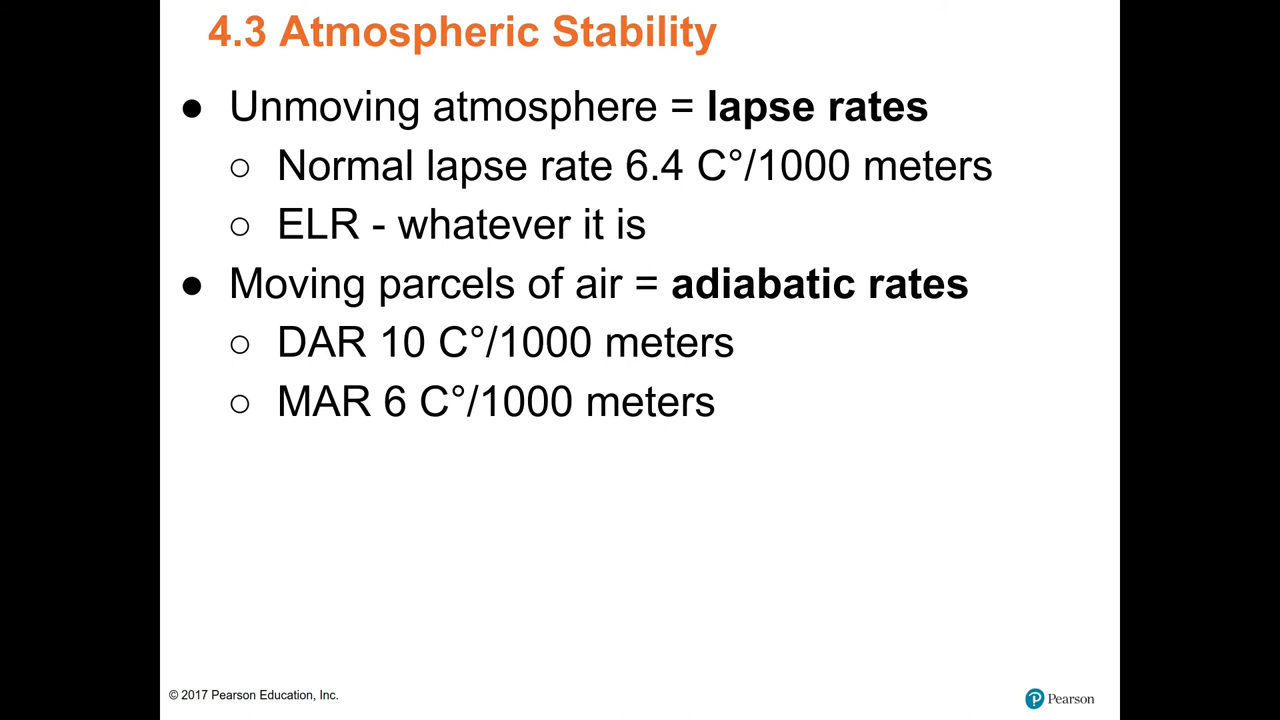 4.3 Atmospheric Stability
● Unmoving atmosphere = lapse rates
○ Normal lapse rate 6.4 C°/1000 meters
○ ELR - whatever it is
● Moving parcels of air = adiabatic rates
○ DAR 10 C°/1000 meters
○ MAR 6 C°/1000 meters
© 2017 Pearson Education, Inc.
P Pearson